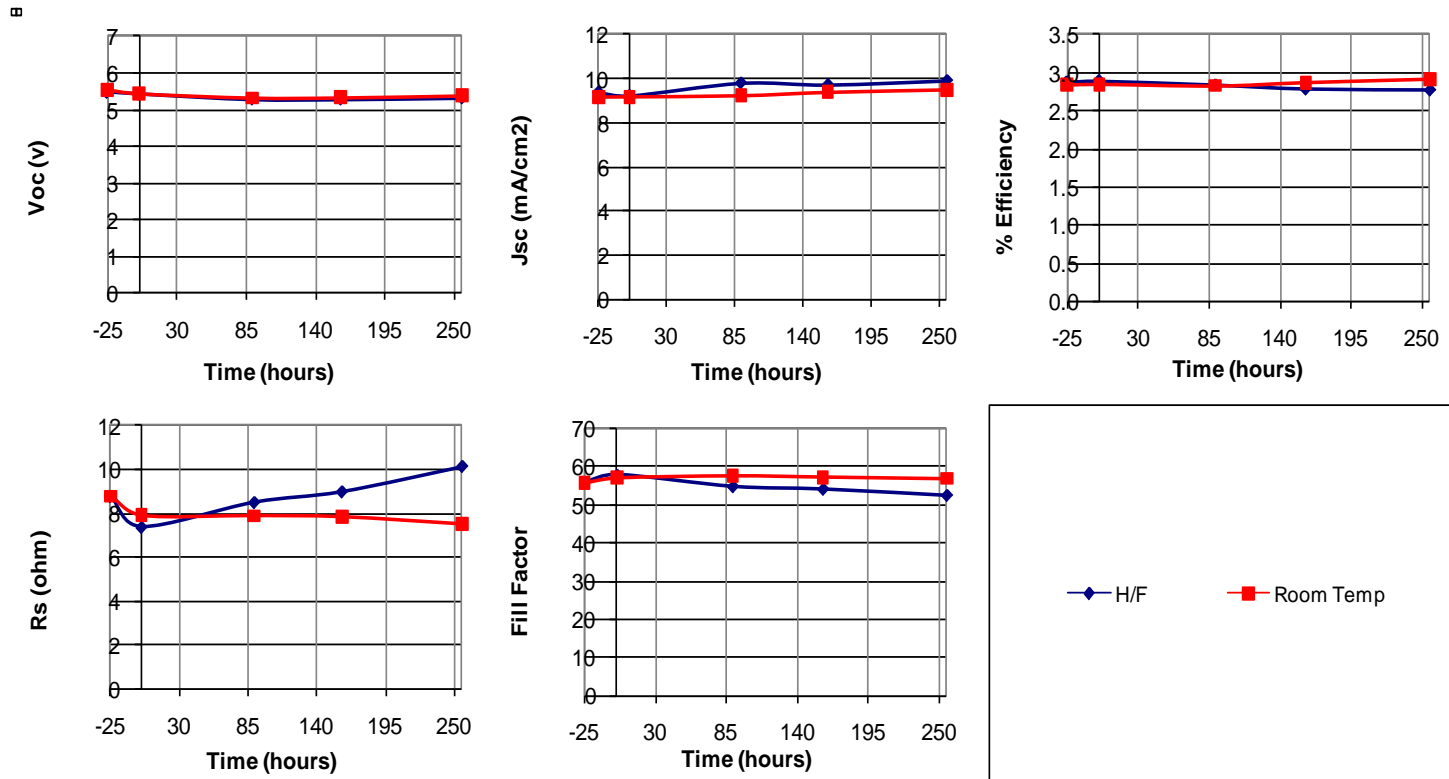 7
6
5
4
3
2
1
0
Voc (v)
-25 30 85 140 195 250
Time (hours)
12
10
8
6
4
2
0
Jsc (mA/cm2)
-25 30 85 140 195 250
Time (hours)
3.5
3.0
2.5
2.0
1.5
1.0
0.5
0.0
% Efficiency
-25 30 85 140 195 250
Time (hours)
12
10
8
6
4
2
0
Rs (ohm)
-25 30 85 140 195 250
Time (hours)
70
60
50
40
30
20
10
0
Fill Factor
-25 30 85 140 195 250
Time (hours)
H/F Room Temp